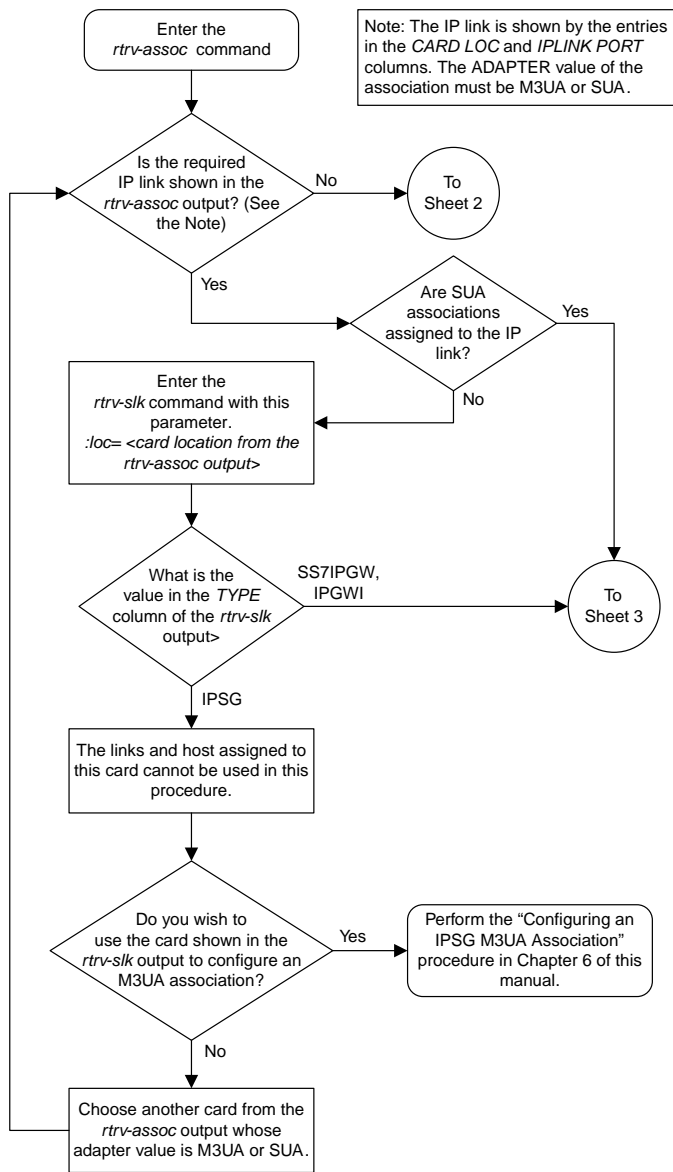 Enter the
rtrv-assoc
command
Note: The IP link is shown by the entries
in the CARD LOC and IPLINK PORT
columns. The ADAPTER value of the
association must be M3UA or SUA.
Is the required
IP link shown in the
rtrv-assoc output? (See
the Note)
No
To
Sheet 2
Yes
Are SUA
associations
assigned to the IP
link?
Yes
No
Enter the
rtrv-slk command with this
parameter.
:loc= <card location from the
rtrv-assoc output>
What is the
value in the TYPE
column of the rtrv-slk
output>
SS7IPGW,
IPGWI
To
Sheet 3
IPSG
The links and host assigned to
this card cannot be used in this
procedure.
Do you wish to
use the card shown in the
rtrv-slk output to configure an
M3UA association?
Yes
Perform the “Configuring an
IPSG M3UA Association”
procedure in Chapter 6 of this
manual.
No
Choose another card from the
rtrv-assoc output whose
adapter value is M3UA or SUA.